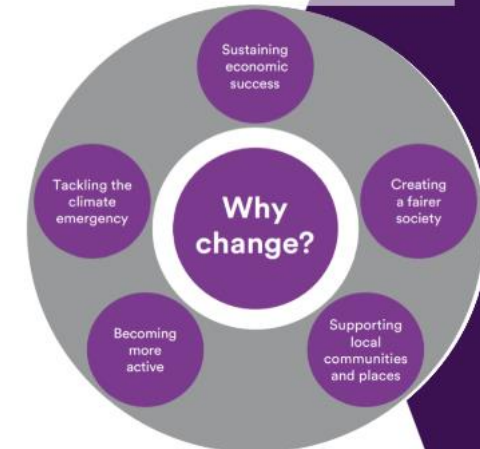 Sustaining
economic
success
Tackling the
climate
emergency
Why
change?
Creating
a fairer
society
Becoming
more
active
Supporting
local
communities
and places